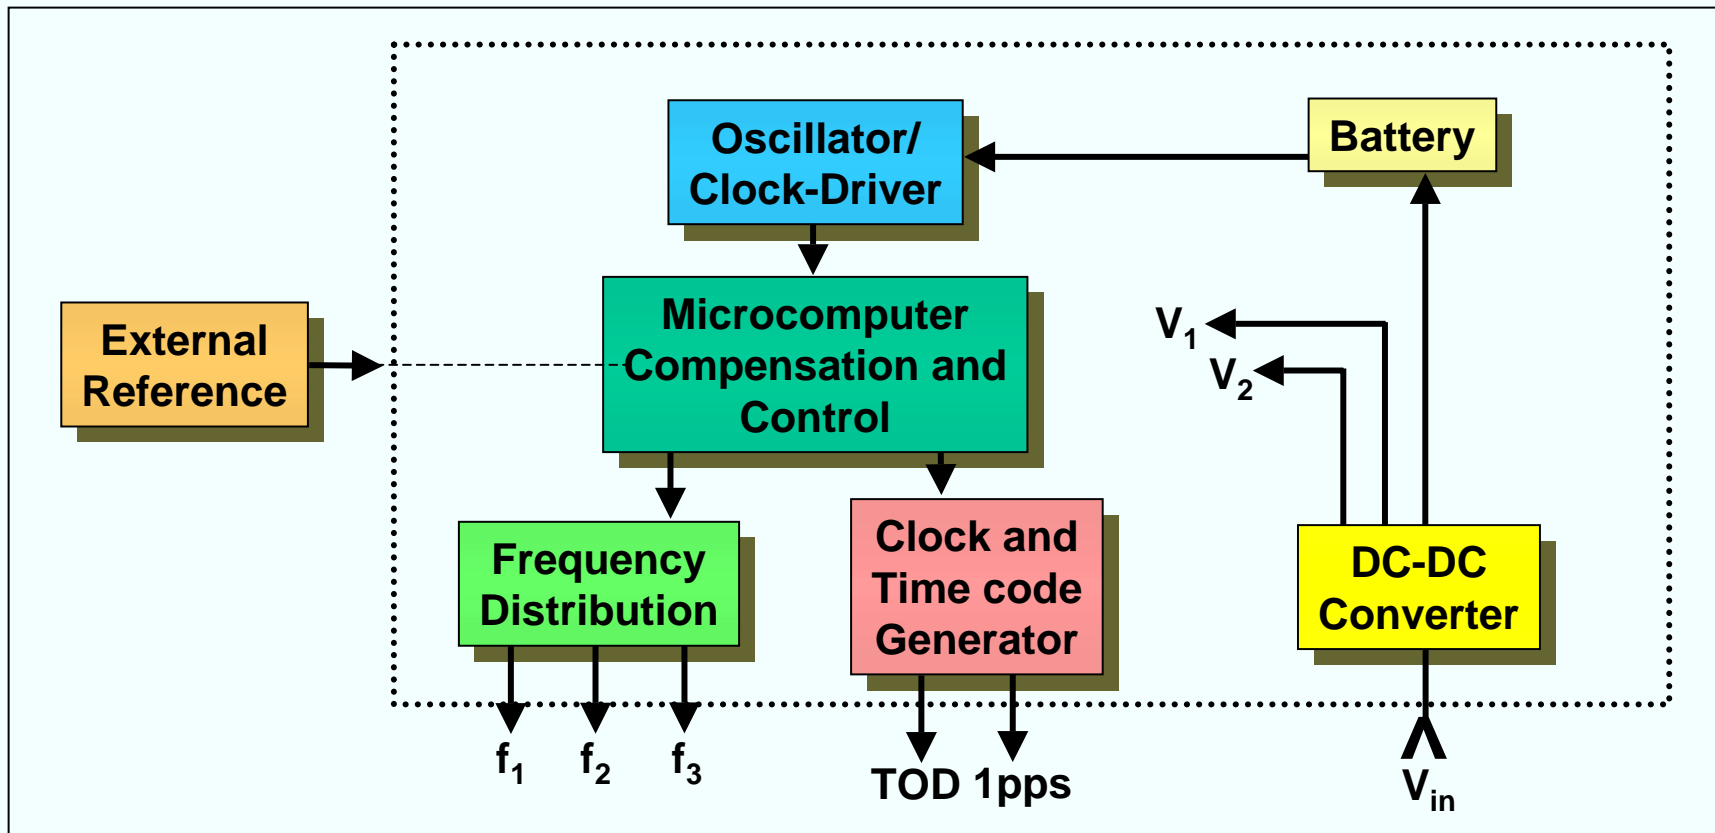 Oscillator/
Clock-Driver
Battery
External
Reference
Microcomputer
Compensation and
Control
V1
V2
Frequency
Distribution
Clock and
Time code
Generator
DC-DC
Converter
f1 f2 f3
TOD 1pps
Vin